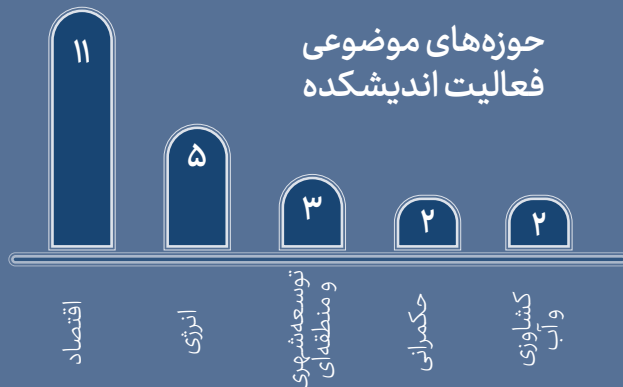 حوزه‌های موضوعی
فعالیت اندیشکده
۱۱
۵
۳
۲
۲
اقتصاد
انرژی
توسعه‌شهری
و منطقه‌ای
حکمرانی
کشاورزی
و آب